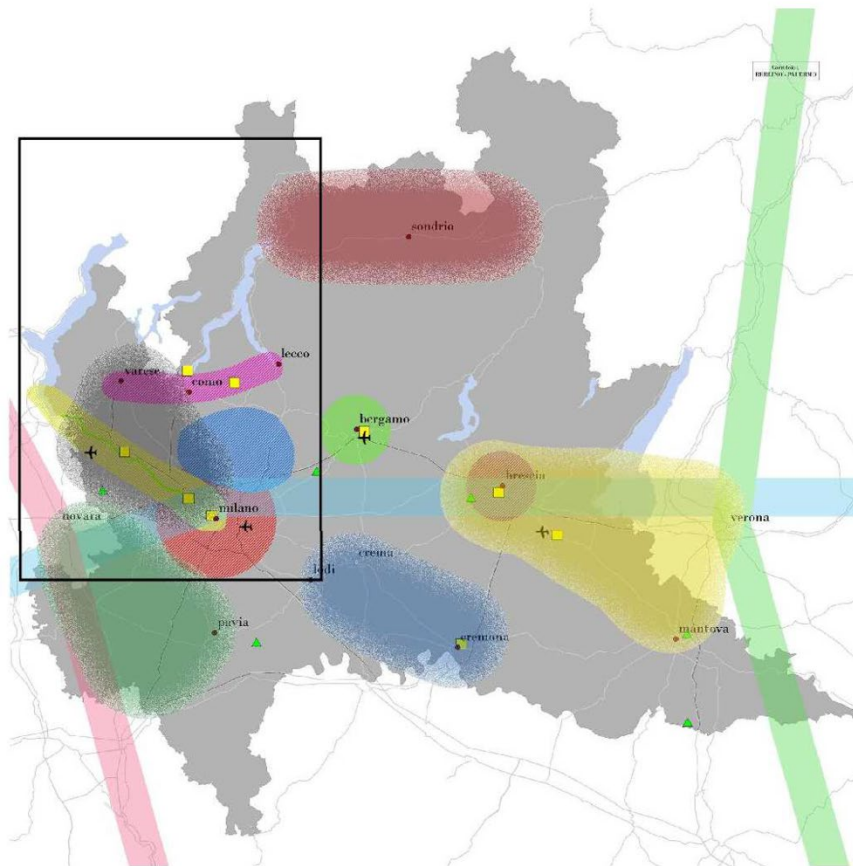 BERLINO - PALERMO
sondrio
lecco
varese
como
bergamo
brescia
milano
novara
verona
crema
lodi
pavia
cremona
mantova